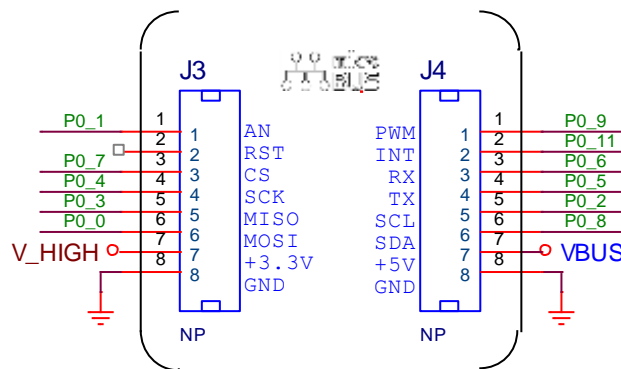 J3 J4
P0_1 1 1 AN PWM 1 1 P0_9
2 2 RST INT 2 2 P0_11
P0_7 3 3 CS RX 3 3 P0_6
P0_4 4 4 SCK TX 4 4 P0_5
P0_3 5 5 MISO SCL 5 5 P0_2
P0_0 6 6 MOSI SDA 6 6 P0_8
V_HIGH 7 7 +3.3V +5V 7 7 VBUS
8 8 GND GND 8 8
NP NP